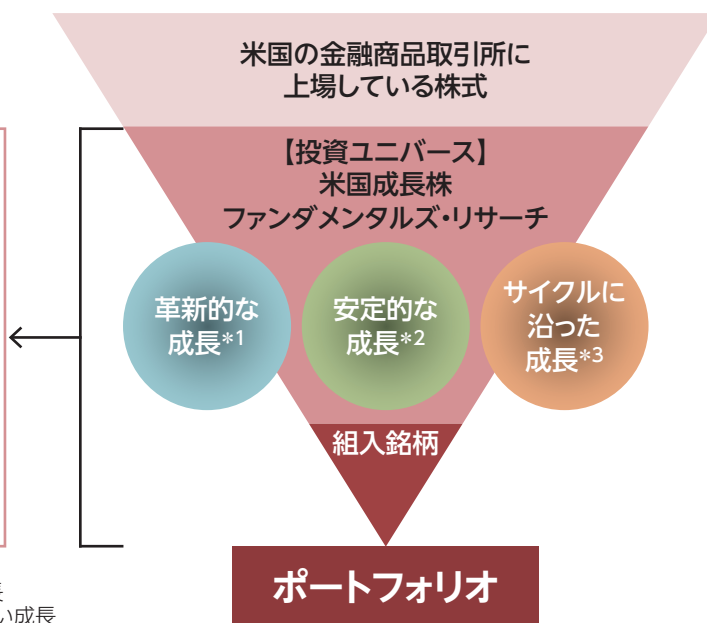 米国の金融商品取引所に
上場している株式
【投資ユニバース】
米国成長株
ファンダメンタルズ・リサーチ
革新的な
成長*1
安定的な
成長*2
サイクルに
沿った
成長*3
組入銘柄
ポートフォリオ
い成長